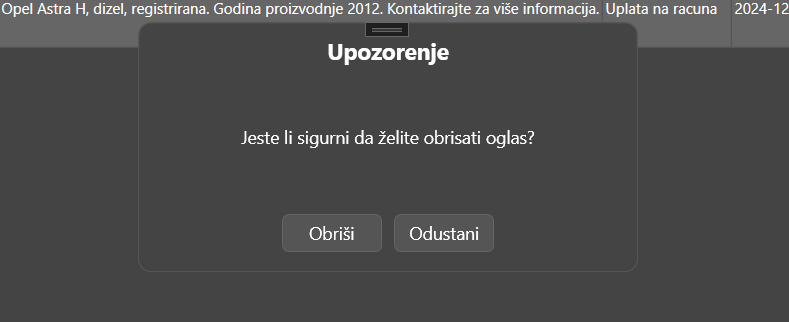 Opel Astra H, dizel, registrirana. Godina proizvodnje 2012. Kontaktirajte za više informacija. Uplata na racuna 2024-12
Upozorenje
Jeste li sigurni da želite obrisati oglas?
Obriši Odustani